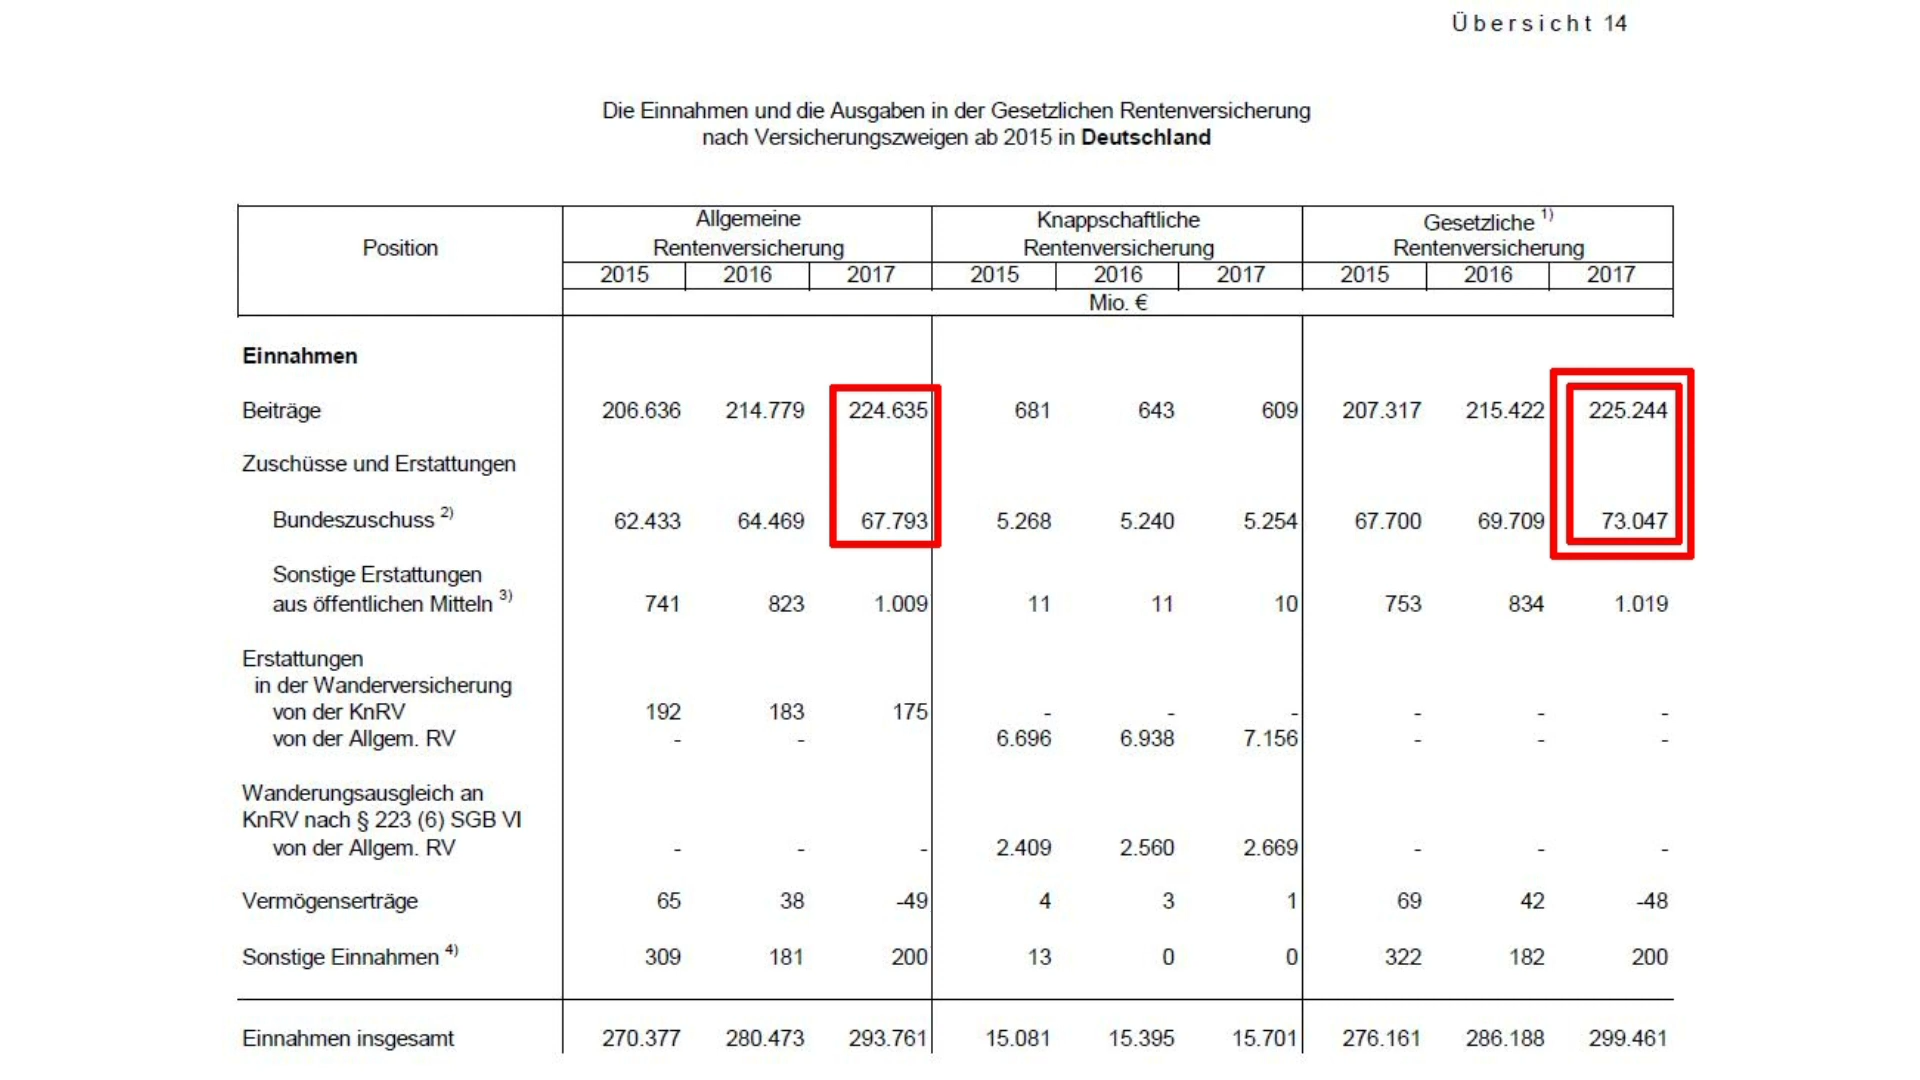 Übersicht 14
Die Einnahmen und die Ausgaben in der Gesetzlichen Rentenversicherung
nach Versicherungszweigen ab 2015 in Deutschland
Position
Allgemeine
Rentenversicherung
Knappschaftliche
Rentenversicherung
Gesetzliche 1)
Rentenversicherung
2015 2016 2017 2015 2016 2017 2015 2016 2017
Mio. €
Einnahmen
Beiträge 206.636 214.779 224.635 681 643 609 207.317 215.422 225.244
Zuschüsse und Erstattungen
Bundeszuschuss 2) 62.433 64.469 67.793 5.268 5.240 5.254 67.700 69.709 73.047
Sonstige Erstattungen
aus öffentlichen Mitteln 3) 741 823 1.009 11 11 10 753 834 1.019
Erstattungen
in der Wanderversicherung
von der KnRV 192 183 175 - - - - - -
von der Allgem. RV - - 6.696 6.938 7.156 - - -
Wanderungsausgleich an
KnRV nach § 223 (6) SGB VI
von der Allgem. RV - - - 2.409 2.560 2.669 - - -
Vermögenserträge 65 38 -49 4 3 1 69 42 -48
Sonstige Einnahmen 4) 309 181 200 13 0 0 322 182 200
Einnahmen insgesamt 270.377 280.473 293.761 15.081 15.395 15.701 276.161 286.188 299.461